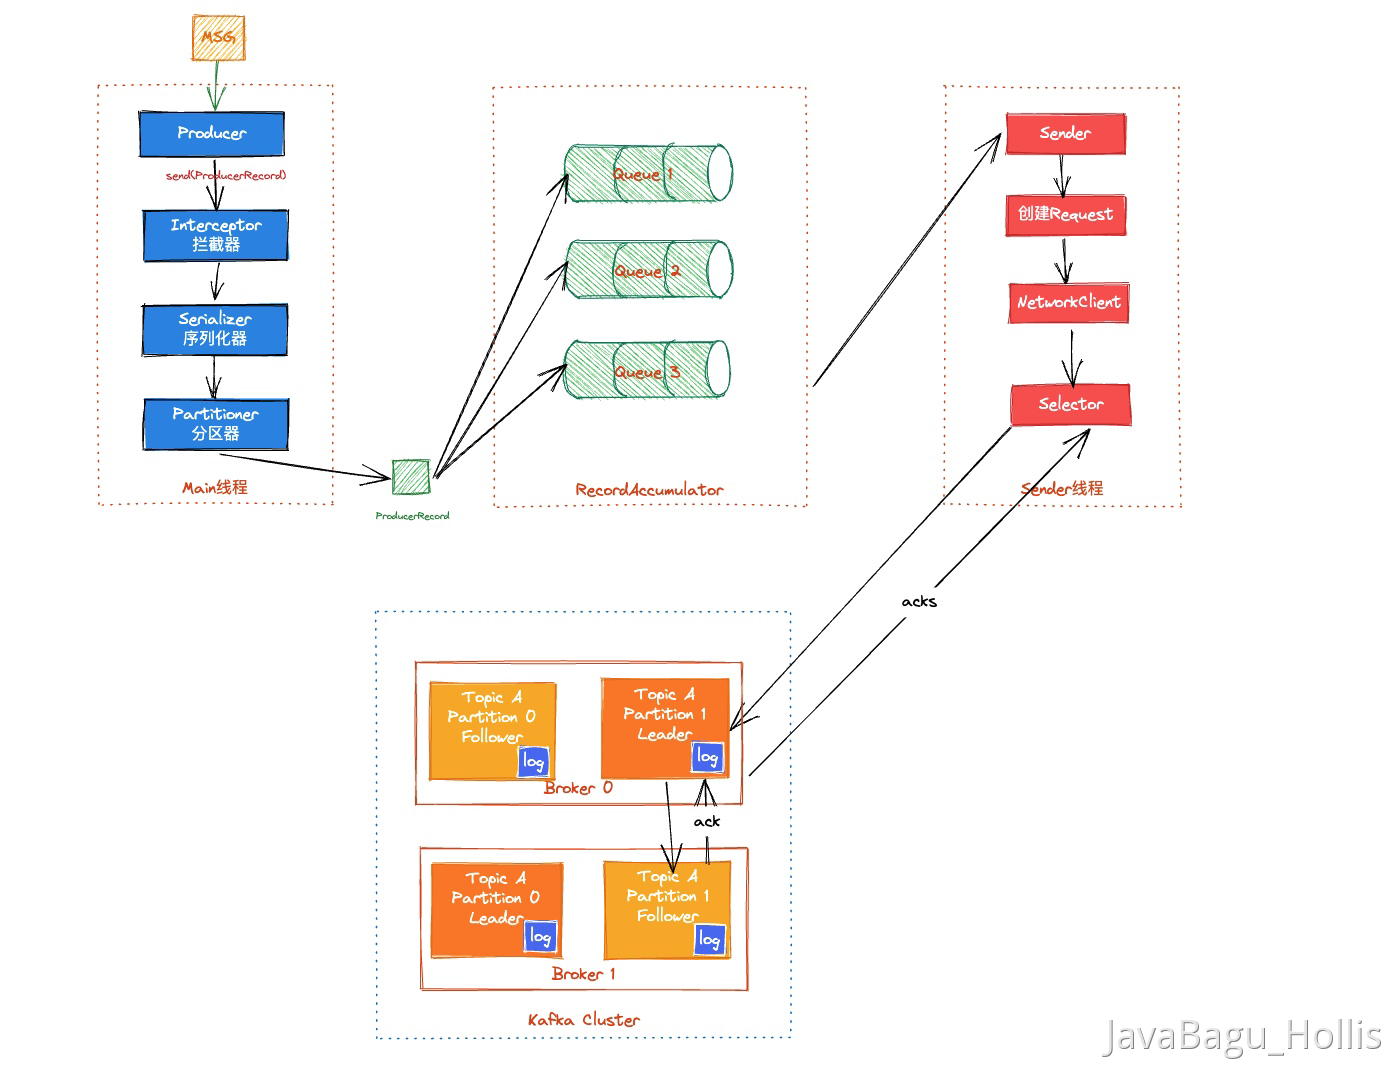 MSG
Producer
send(ProducerRecord)
Interceptor
拦截器
Serializer
序列化器
Partitioner
分区器
Main线程
ProducerRecord
Queue 1
Queue 2
Queue 3
RecordAccumulator
Sender
创建Request
NetworkClient
Selector
Sender线程
acks
Topic A
Partition 0
Follower
log
Topic A
Partition 1
Leader
log
Broker 0
ack
Topic A
Partition 0
Leader
log
Topic A
Partition 1
Follower
log
Broker 1
Kafka Cluster
JavaBagu_Hollis